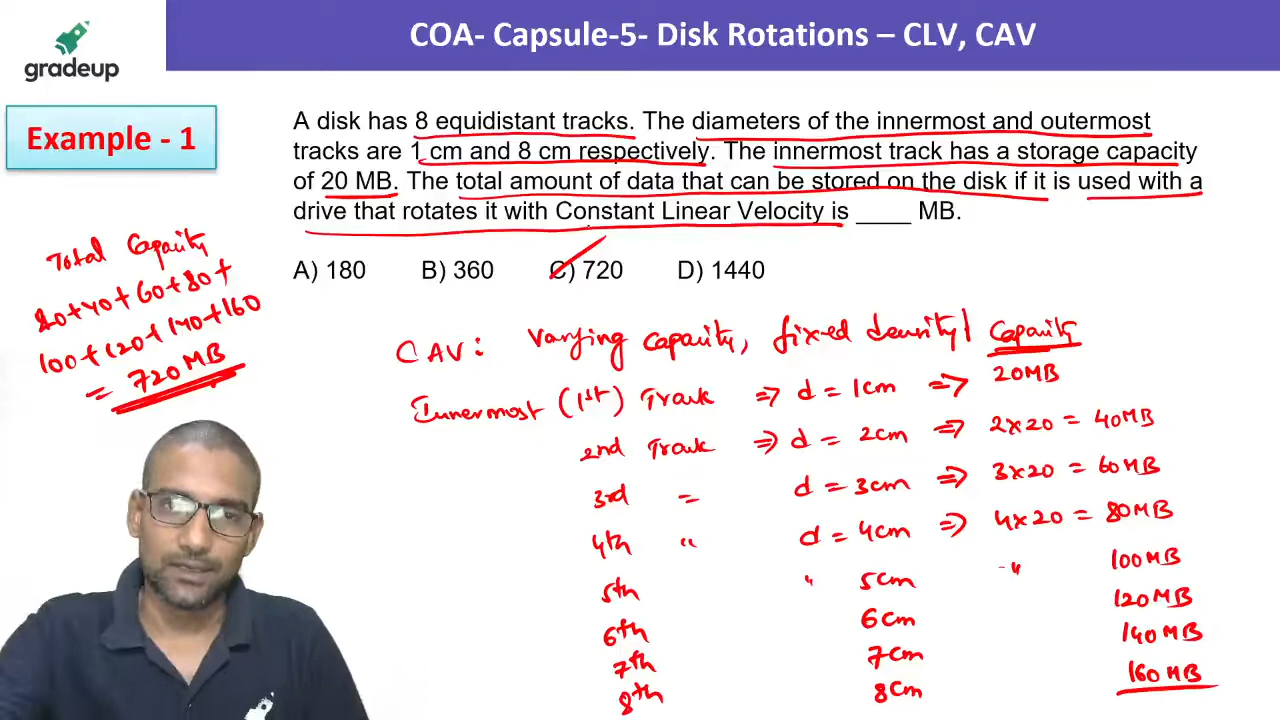 gradeup
COA- Capsule-5- Disk Rotations – CLV, CAV
Example - 1
A disk has 8 equidistant tracks. The diameters of the innermost and outermost
tracks are 1 cm and 8 cm respectively. The innermost track has a storage capacity
of 20 MB. The total amount of data that can be stored on the disk if it is used with a
drive that rotates it with Constant Linear Velocity is ____ MB.
A) 180 B) 360 C) 720 D) 1440
Total Capacity
20+40+60+80+
100+120+140+160
= 720 MB
CAV: Varying capacity, fixed density | Capacity
Innermost (1st) Track => d = 1cm => 20MB
2nd Track => d = 2cm => 2x20 = 40MB
3rd = d = 3cm => 3x20 = 60MB
4th " d = 4cm => 4x20 = 80MB
5th " 5cm " 100MB
6th 6cm 120MB
7th 7cm 140MB
8th 8cm 160MB